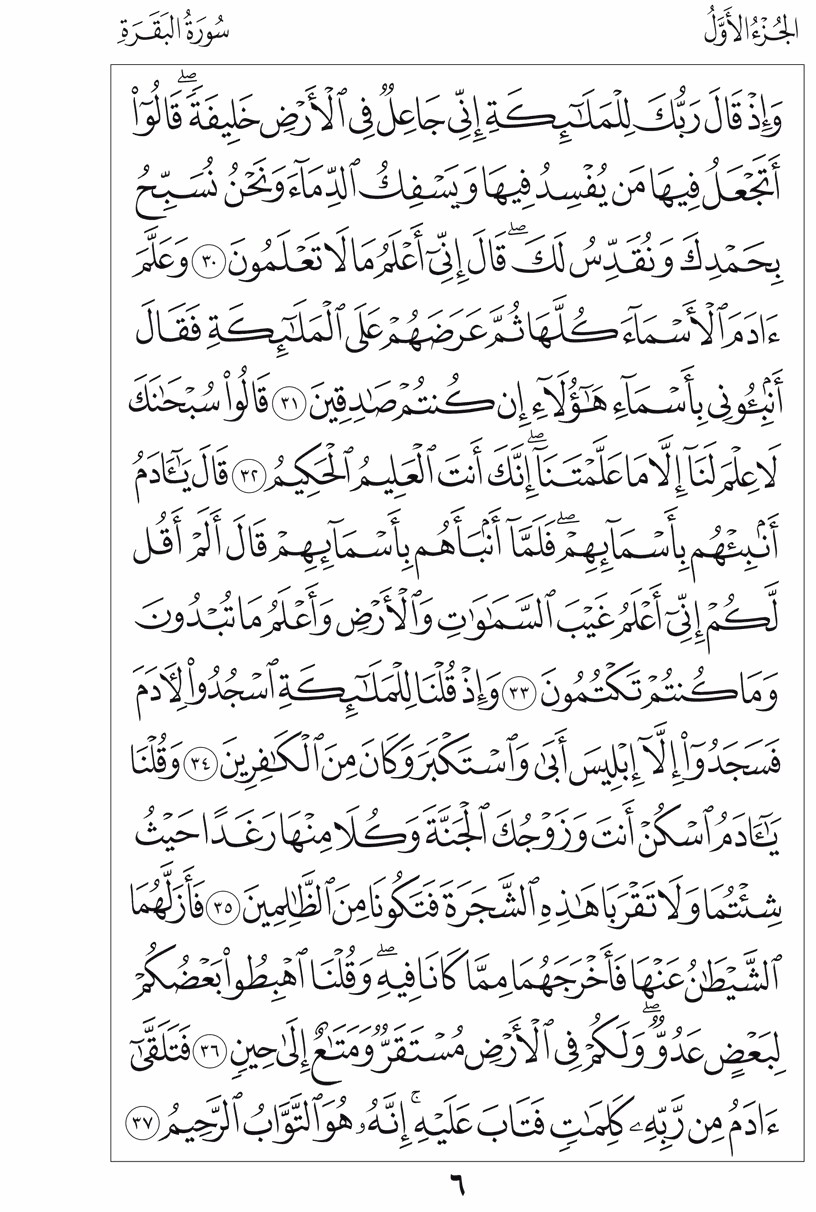 الجُزْءُ الأَوَّلُ
سُورَةُ البَقَرَةِ
وَإِذۡ قَالَ رَبُّكَ لِلۡمَلَٰٓئِكَةِ إِنِّي جَاعِلٞ فِي ٱلۡأَرۡضِ خَلِيفَةٗۖ قَالُوٓاْ
أَتَجۡعَلُ فِيهَا مَن يُفۡسِدُ فِيهَا وَيَسۡفِكُ ٱلدِّمَآءَ وَنَحۡنُ نُسَبِّحُ
بِحَمۡدِكَ وَنُقَدِّسُ لَكَۖ قَالَ إِنِّيٓ أَعۡلَمُ مَا لَا تَعۡلَمُونَ ٣٠ وَعَلَّمَ
ءَادَمَ ٱلۡأَسۡمَآءَ كُلَّهَا ثُمَّ عَرَضَهُمۡ عَلَى ٱلۡمَلَٰٓئِكَةِ فَقَالَ
أَنۢبِـُٔونِي بِأَسۡمَآءِ هَٰٓؤُلَآءِ إِن كُنتُمۡ صَٰدِقِينَ ٣١ قَالُواْ سُبۡحَٰنَكَ
لَا عِلۡمَ لَنَآ إِلَّا مَا عَلَّمۡتَنَآۖ إِنَّكَ أَنتَ ٱلۡعَلِيمُ ٱلۡحَكِيمُ ٣٢ قَالَ يَٰٓـَٔادَمُ
أَنۢبِئۡهُم بِأَسۡمَآئِهِمۡۖ فَلَمَّآ أَنۢبَأَهُم بِأَسۡمَآئِهِمۡ قَالَ أَلَمۡ أَقُل
لَّكُمۡ إِنِّيٓ أَعۡلَمُ غَيۡبَ ٱلسَّمَٰوَٰتِ وَٱلۡأَرۡضِ وَأَعۡلَمُ مَا تُبۡدُونَ
وَمَا كُنتُمۡ تَكۡتُمُونَ ٣٣ وَإِذۡ قُلۡنَا لِلۡمَلَٰٓئِكَةِ ٱسۡجُدُواْ لِأٓدَمَ
فَسَجَدُوٓاْ إِلَّآ إِبۡلِيسَ أَبَىٰ وَٱسۡتَكۡبَرَ وَكَانَ مِنَ ٱلۡكَٰفِرِينَ ٣٤ وَقُلۡنَا
يَٰٓـَٔادَمُ ٱسۡكُنۡ أَنتَ وَزَوۡجُكَ ٱلۡجَنَّةَ وَكُلَا مِنۡهَا رَغَدًا حَيۡثُ
شِئۡتُمَا وَلَا تَقۡرَبَا هَٰذِهِ ٱلشَّجَرَةَ فَتَكُونَا مِنَ ٱلظَّٰلِمِينَ ٣٥ فَأَزَلَّهُمَا
ٱلشَّيۡطَٰنُ عَنۡهَا فَأَخۡرَجَهُمَا مِمَّا كَانَا فِيهِۖ وَقُلۡنَا ٱهۡبِطُواْ بَعۡضُكُمۡ
لِبَعۡضٍ عَدُوّٞۖ وَلَكُمۡ فِي ٱلۡأَرۡضِ مُسۡتَقَرّٞ وَمَتَٰعٌ إِلَىٰ حِينٖ ٣٦ فَتَلَقَّىٰٓ
ءَادَمُ مِن رَّبِّهِۦ كَلِمَٰتٖ فَتَابَ عَلَيۡهِۚ إِنَّهُۥ هُوَ ٱلتَّوَّابُ ٱلرَّحِيمُ ٣٧
٦